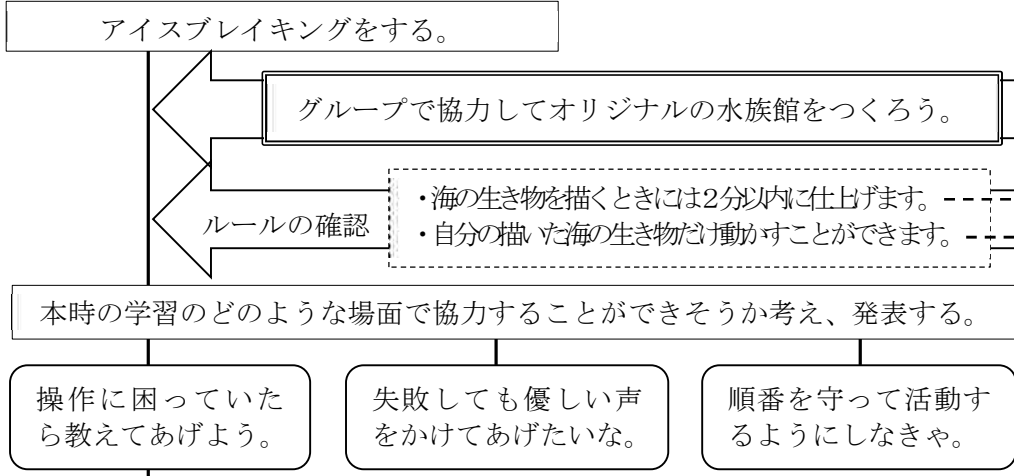 アイスブレイキングをする。
グループで協力してオリジナルの水族館をつくろう。
・海の生き物を描くときには２分以内に仕上げます。
ルールの確認
・自分の描いた海の生き物だけ動かすことができます。
本時の学習のどのような場面で協力することができそうか考え、発表する。
操作に困っていた
ら教えてあげよう。
失敗しても優しい声
をかけてあげたいな。
順番を守って活動す
るようにしなきゃ。